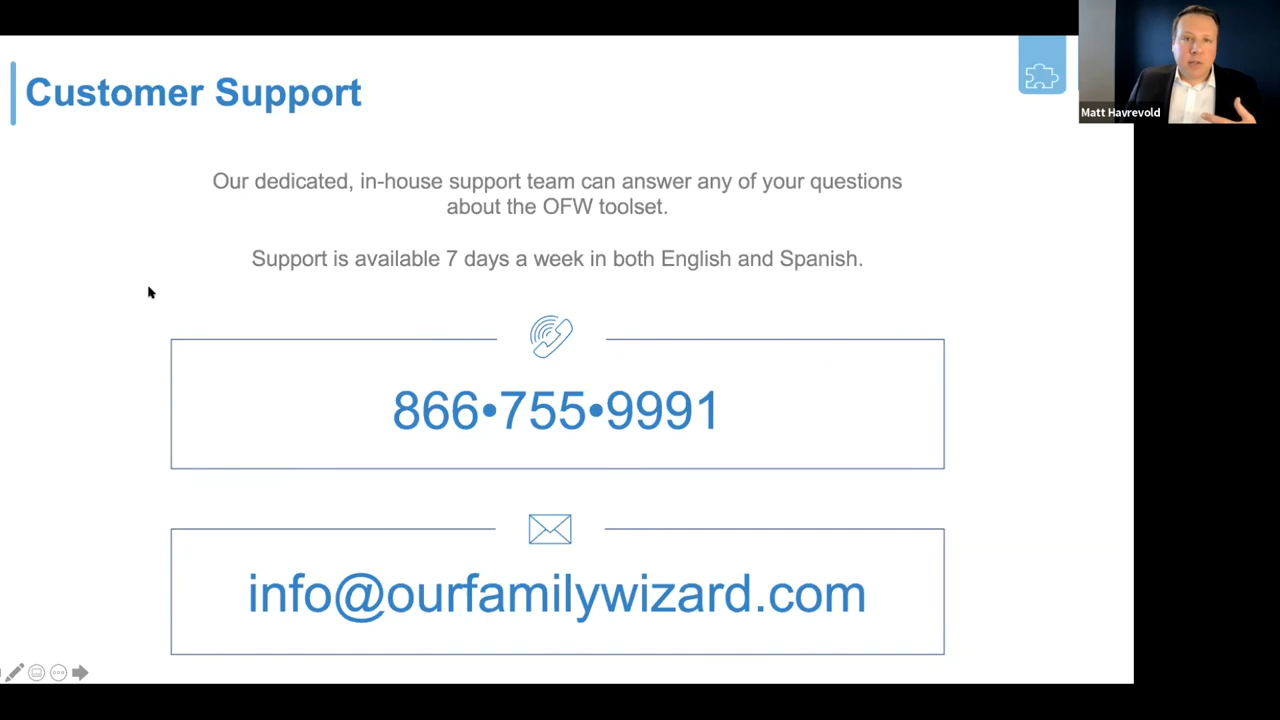 Customer Support
Matt Havrevold
Our dedicated, in-house support team can answer any of your questions
about the OFW toolset.
Support is available 7 days a week in both English and Spanish.
866•755•9991
info@ourfamilywizard.com